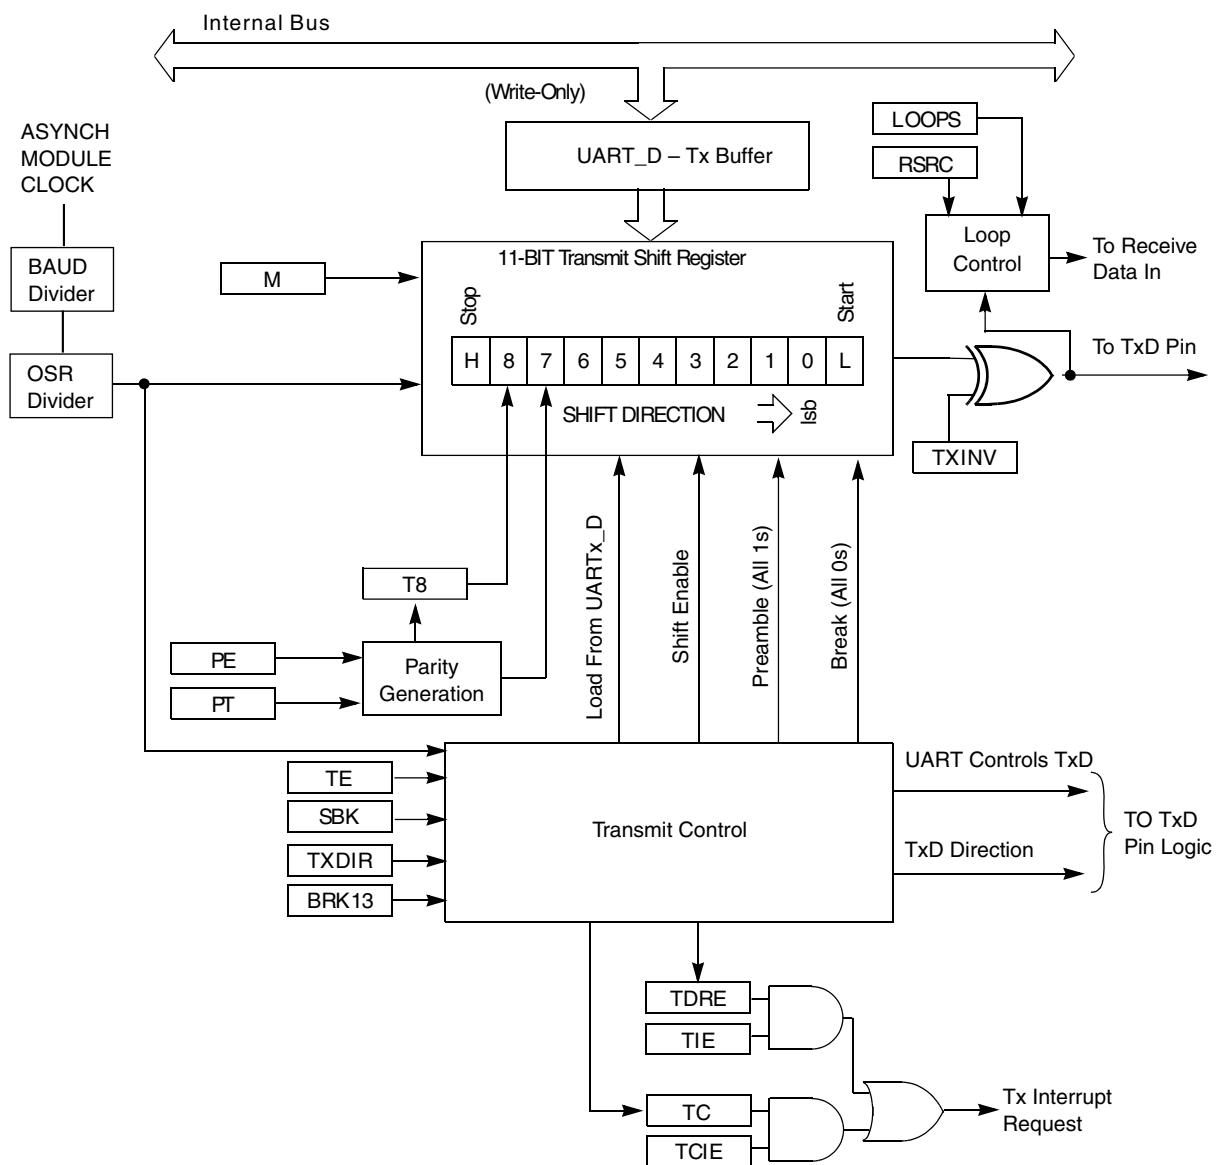 Internal Bus
(Write-Only)
UART_D – Tx Buffer
LOOPS
RSRC
ASYNCH
MODULE
CLOCK
BAUD
Divider
OSR
Divider
M
11-BIT Transmit Shift Register
Stop
Start
H 8 7 6 5 4 3 2 1 0 L
SHIFT DIRECTION
lsb
Loop
Control
To Receive
Data In
To TxD Pin
TXINV
T8
PE
PT
Parity
Generation
Load From UARTx_D
Shift Enable
Preamble (All 1s)
Break (All 0s)
TE
SBK
TXDIR
BRK13
Transmit Control
UART Controls TxD
TxD Direction
TO TxD
Pin Logic
TDRE
TIE
TC
TCIE
Tx Interrupt
Request